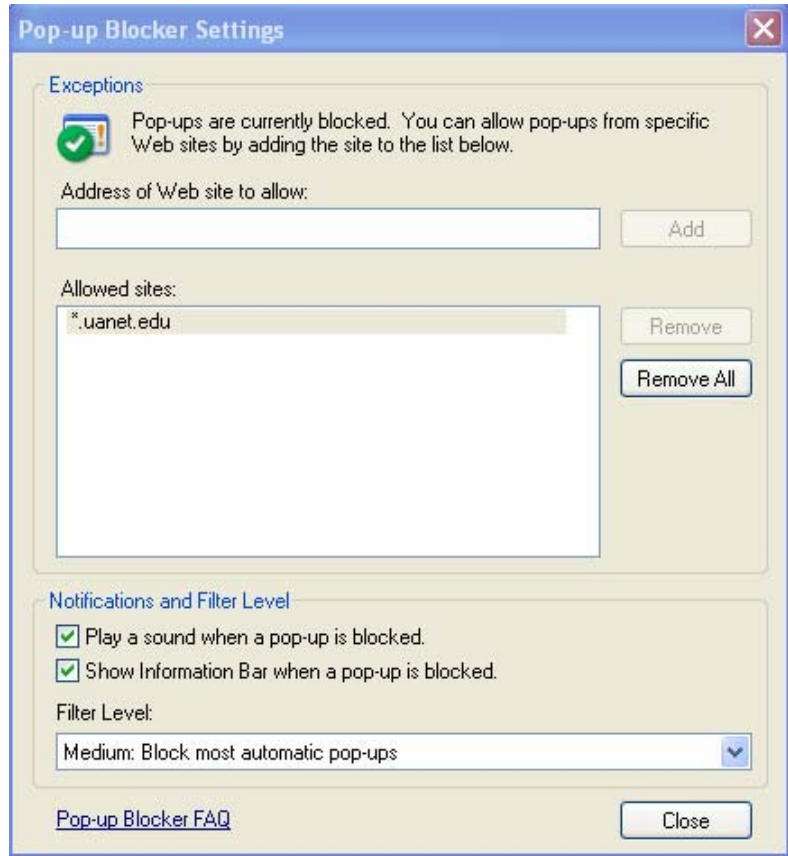 Pop-up Blocker Settings
Exceptions
Pop-ups are currently blocked. You can allow pop-ups from specific
Web sites by adding the site to the list below.
Address of Web site to allow:
Add
Allowed sites:
*.uanet.edu
Remove
Remove All
Notifications and Filter Level
Play a sound when a pop-up is blocked.
Show Information Bar when a pop-up is blocked.
Filter Level:
Medium: Block most automatic pop-ups
Pop-up Blocker FAQ
Close